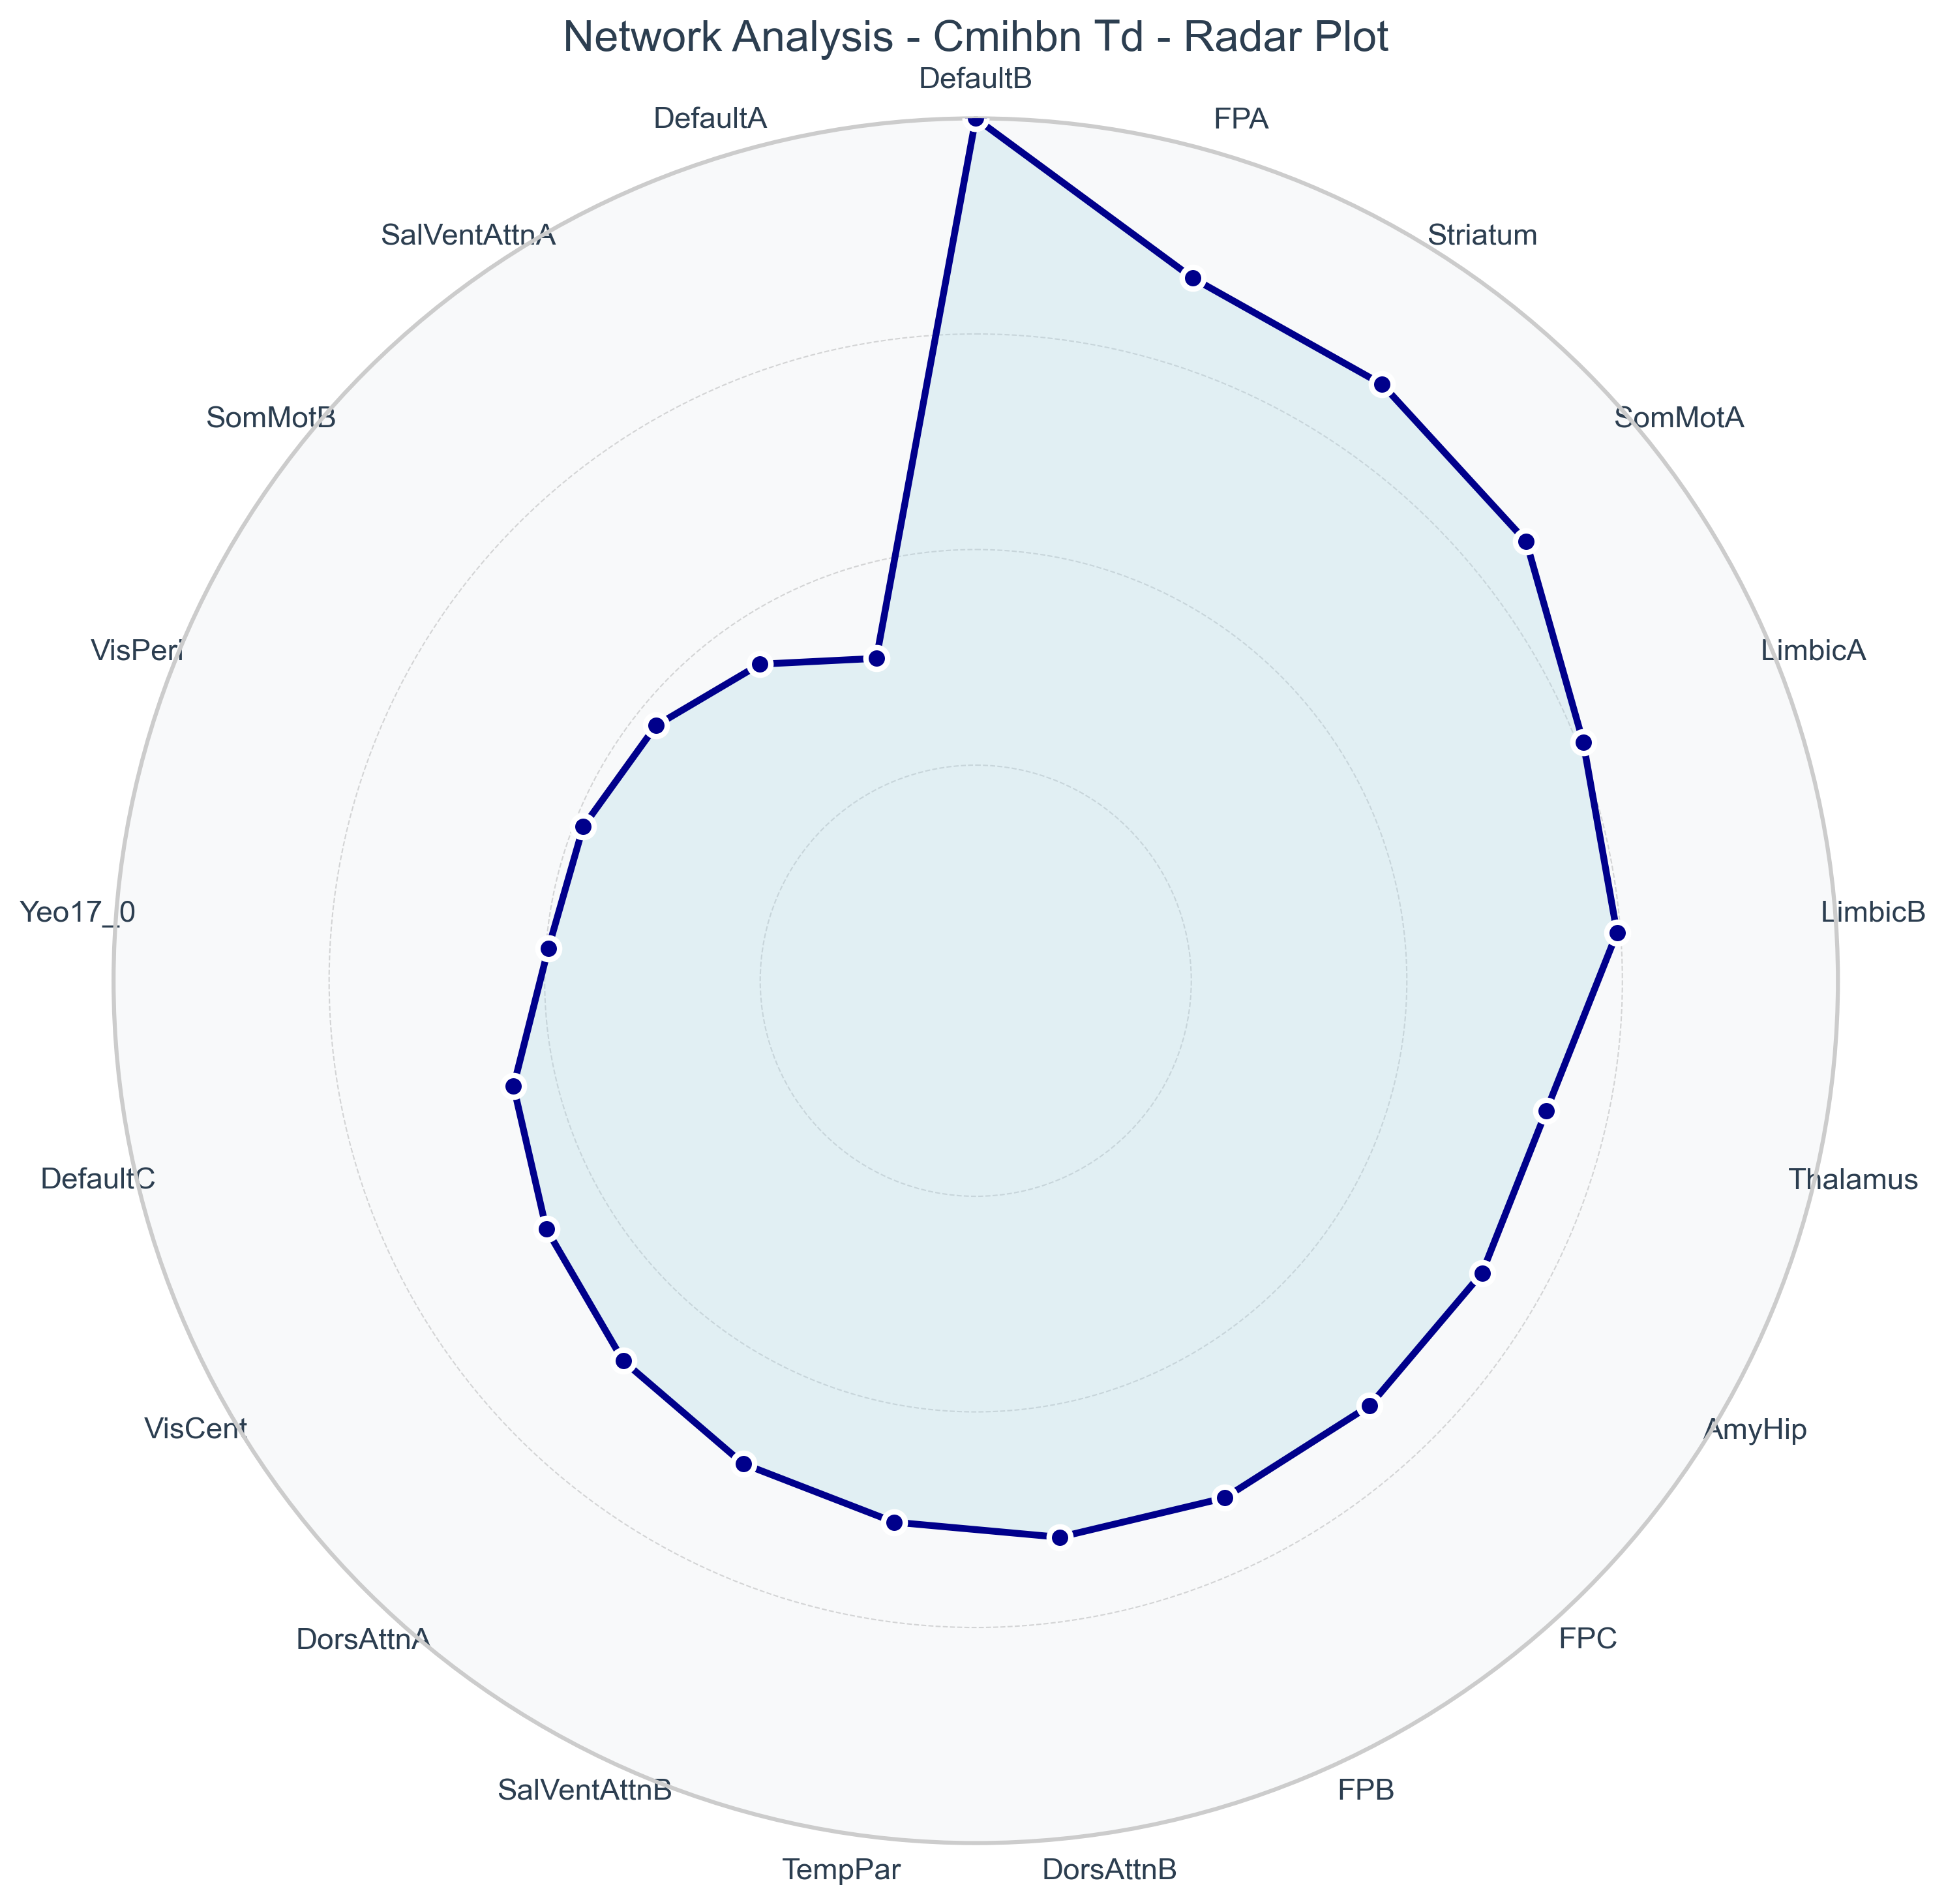 Network Analysis - Cmihbn Td - Radar Plot
DefaultB
DefaultA
FPA
SalVentAttnA
Striatum
SomMotB
SomMotA
VisPeri
LimbicA
Yeo17_0
LimbicB
DefaultC
Thalamus
VisCent
AmyHip
DorsAttnA
FPC
SalVentAttnB
FPB
TempPar
DorsAttnB